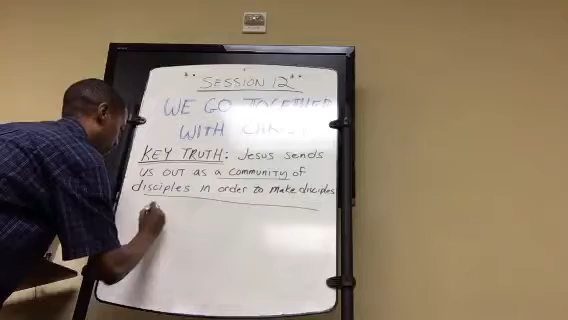 SESSION 12
WE GO TOGETHER
WITH CHRIST
KEY TRUTH: Jesus sends
us out as a community of
disciples in order to make disciples